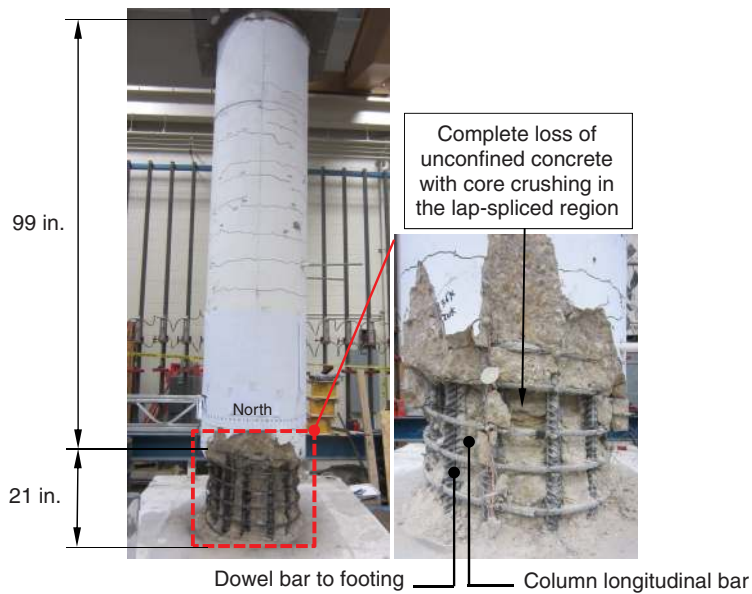 99 in.
21 in.
North
Complete loss of
unconfined concrete
with core crushing in
the lap-spliced region
Dowel bar to footing
Column longitudinal bar